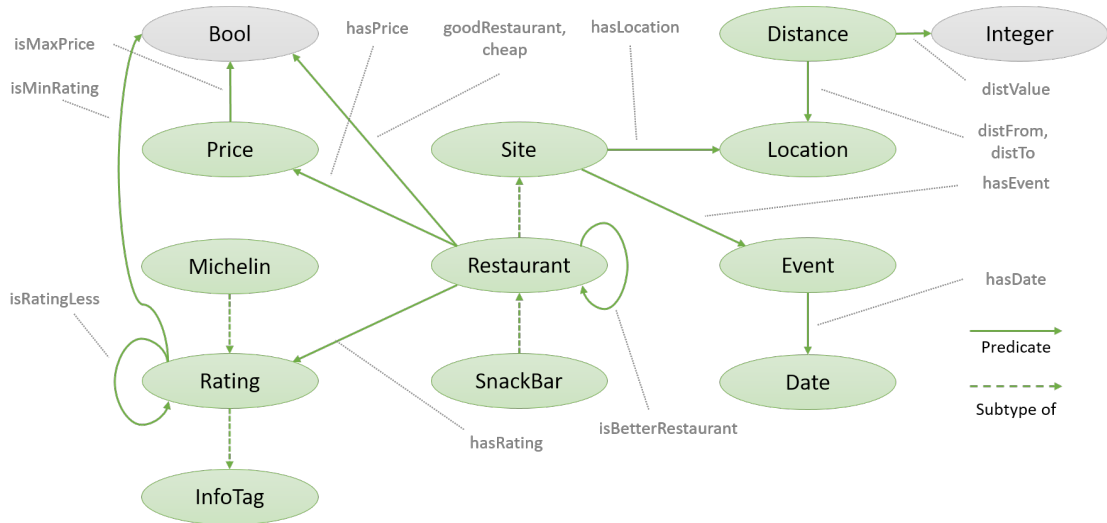 Bool
hasPrice
goodRestaurant,
cheap
hasLocation
Distance
Integer
isMaxPrice
isMinRating
distValue
Price
Site
Location
distFrom,
distTo
hasEvent
Michelin
Restaurant
Event
isRatingLess
hasDate
Predicate
Rating
SnackBar
Date
Subtype of
hasRating
isBetterRestaurant
InfoTag